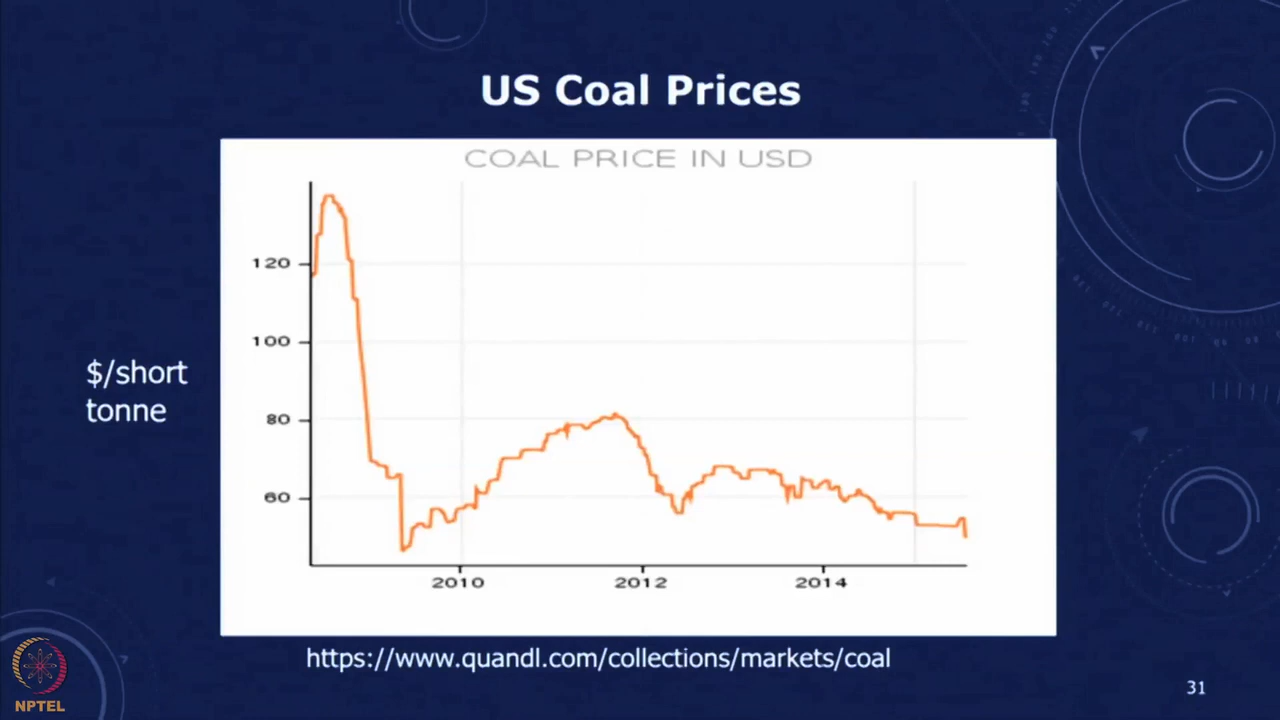 US Coal Prices
COAL PRICE IN USD
120
100
80
60
$/short
tonne
2010 2012 2014
https://www.quandl.com/collections/markets/coal
31
NPTEL